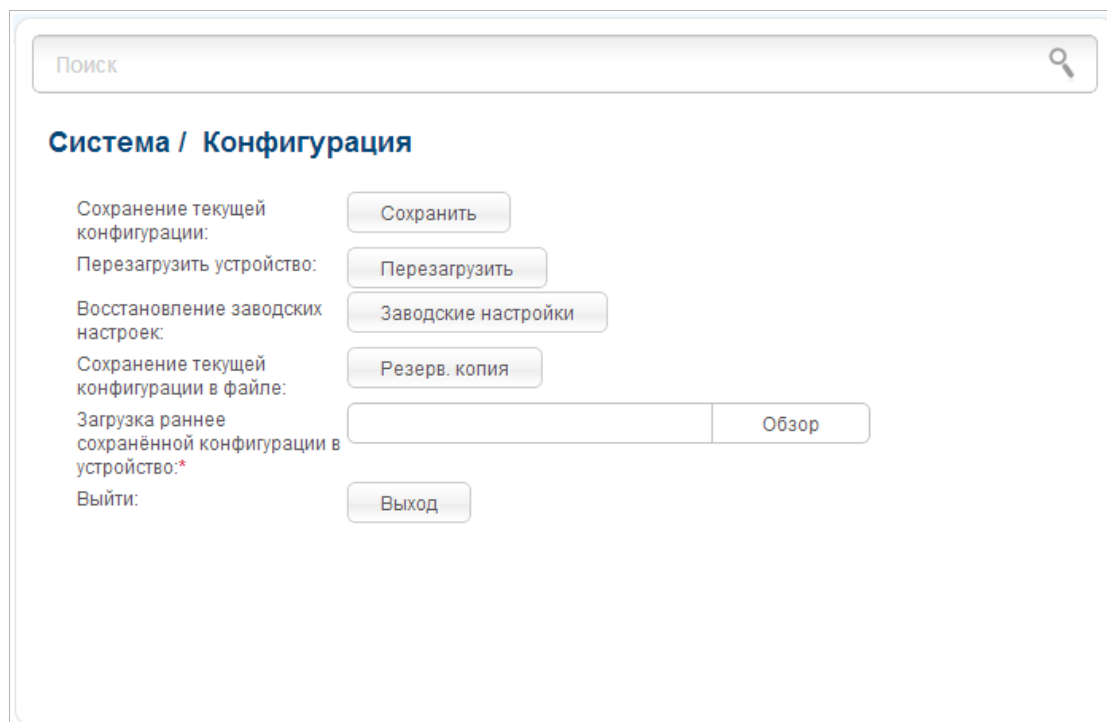 Поиск
Система / Конфигурация
Сохранение текущей
конфигурации:
Сохранить
Перезагрузить устройство:
Перезагрузить
Восстановление заводских
настроек:
Заводские настройки
Сохранение текущей
конфигурации в файле:
Резерв. копия
Загрузка раннее
сохранённой конфигурации в
устройство:*
Обзор
Выйти:
Выход